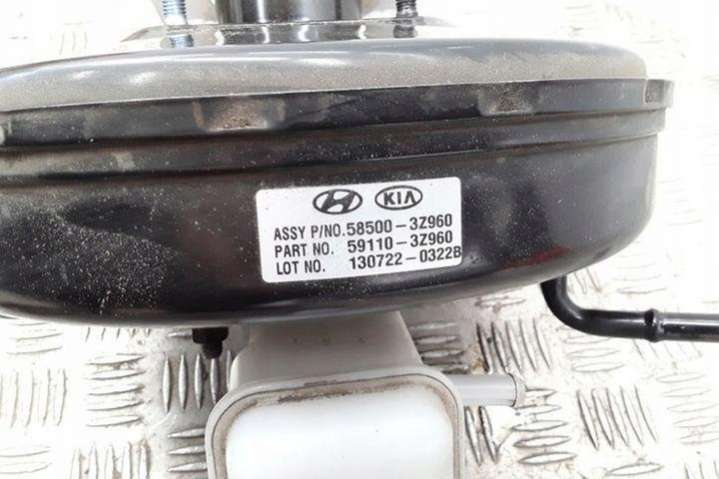 KIA
ASSY P/NO.58500-3Z960
PART NO. 59110-3Z960
LOT NO. 130722-0322B